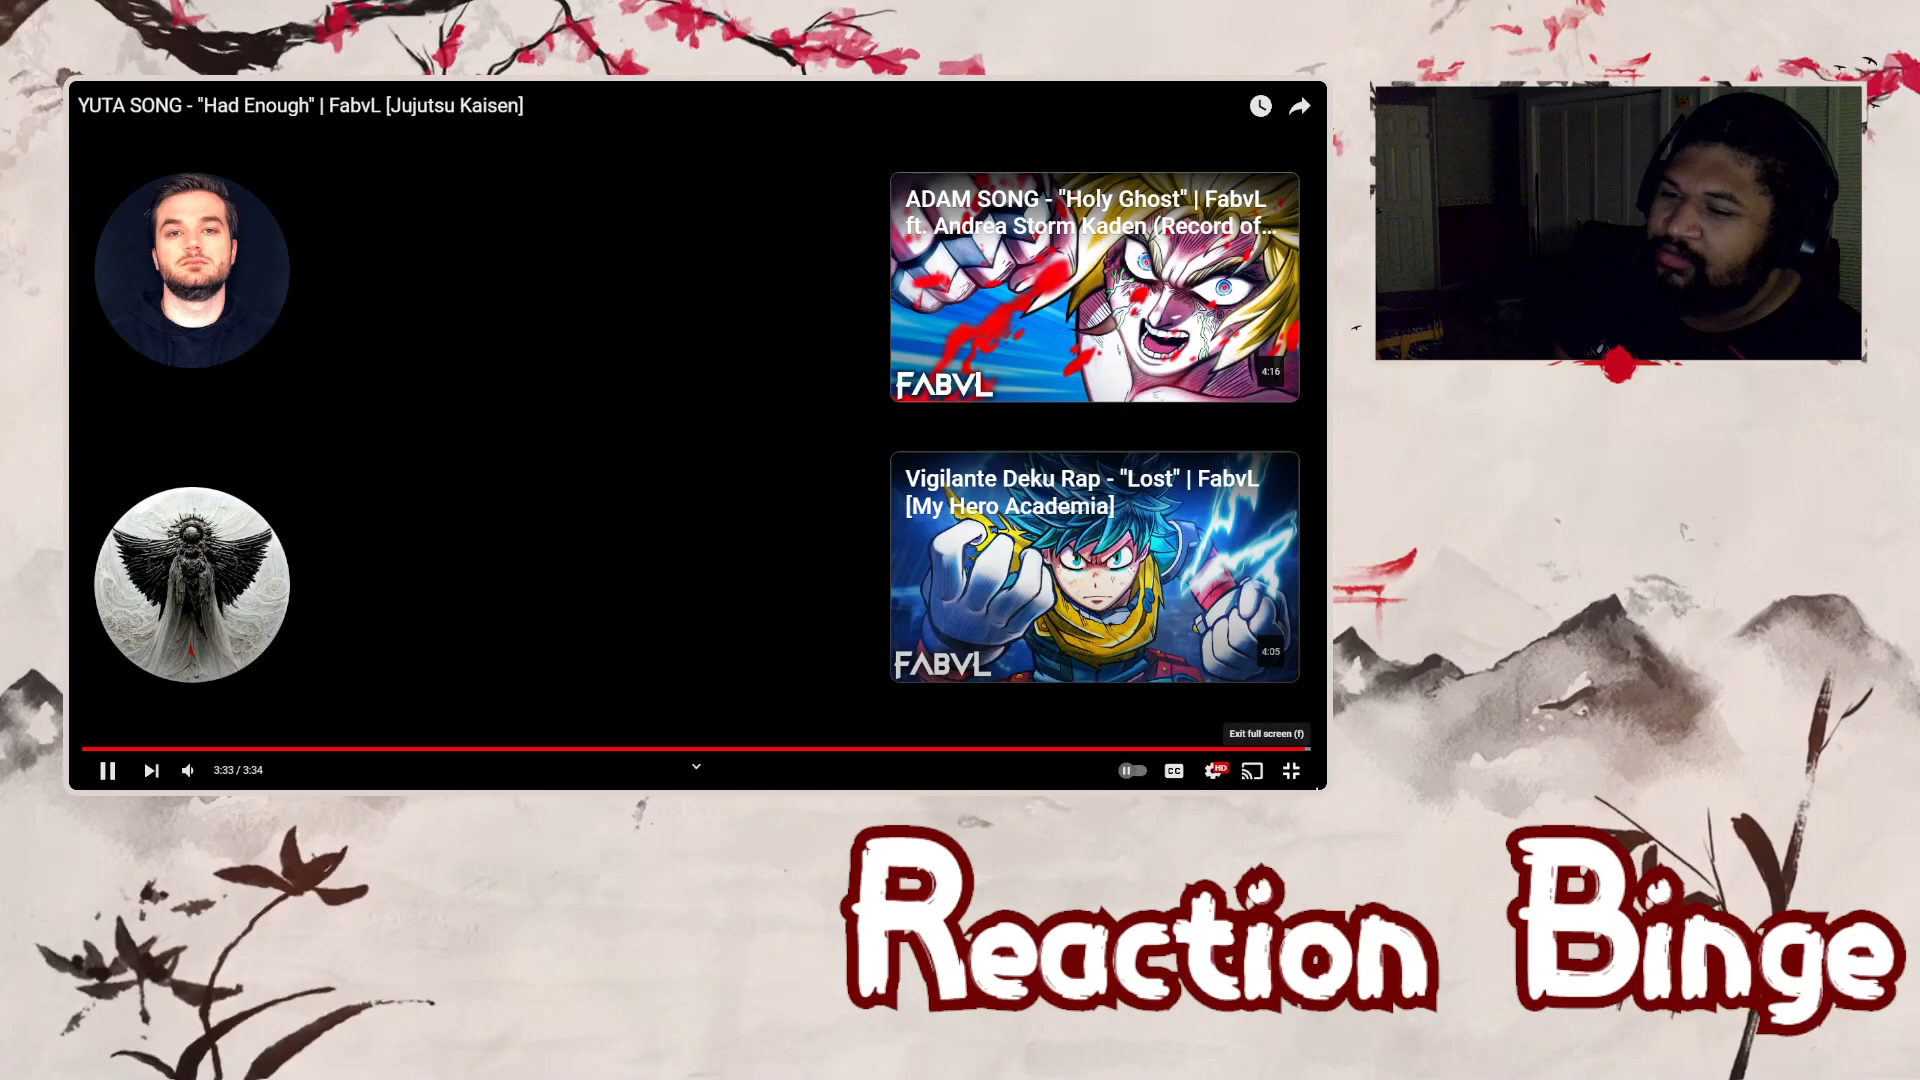 YUTA SONG - "Had Enough" | FabvL [Jujutsu Kaisen]
ADAM SONG - "Holy Ghost" | FabvL
ft. Andrea Storm Kaden (Record of...
4:16
FABVL
Vigilante Deku Rap - "Lost" | FabvL
[My Hero Academia]
4:05
FABVL
Exit full screen (f)
3:33 / 3:34
CC
HD
Reaction Binge